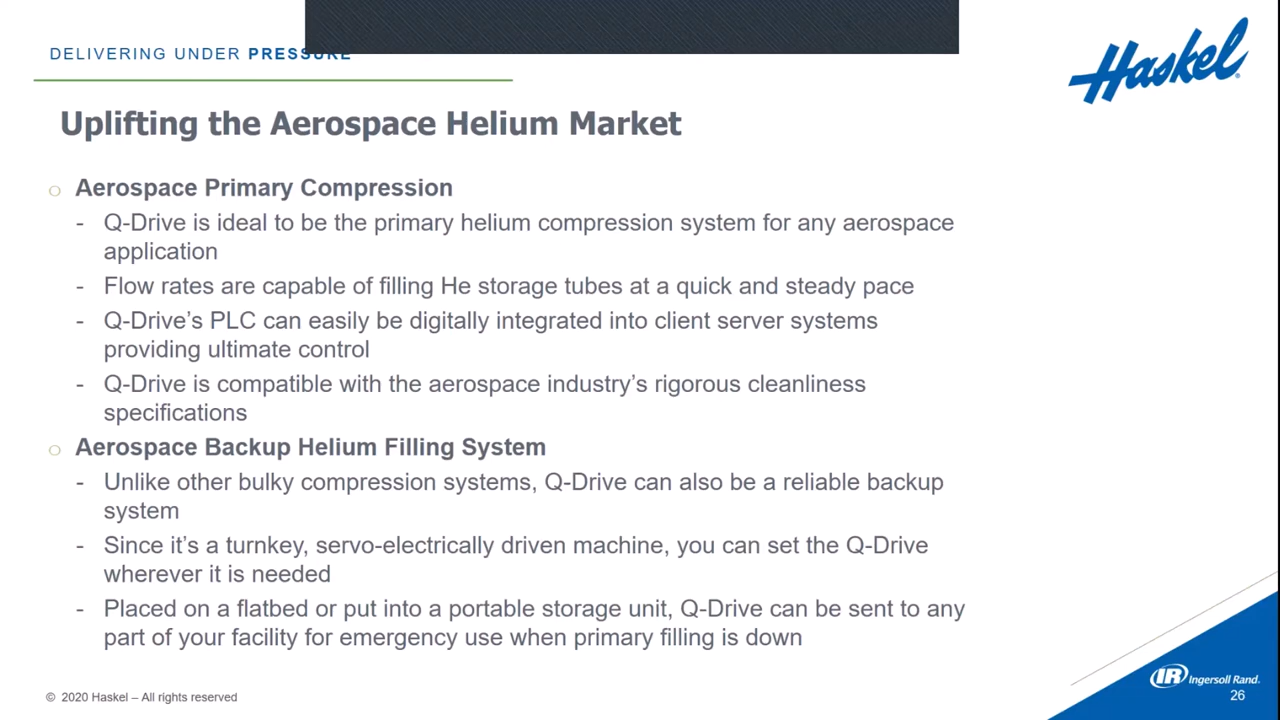 DELIVERING UNDER PRESSURE
Haskel
Uplifting the Aerospace Helium Market
Aerospace Primary Compression
- Q-Drive is ideal to be the primary helium compression system for any aerospace
application
- Flow rates are capable of filling He storage tubes at a quick and steady pace
- Q-Drive’s PLC can easily be digitally integrated into client server systems
providing ultimate control
- Q-Drive is compatible with the aerospace industry’s rigorous cleanliness
specifications
Aerospace Backup Helium Filling System
- Unlike other bulky compression systems, Q-Drive can also be a reliable backup
system
- Since it’s a turnkey, servo-electrically driven machine, you can set the Q-Drive
wherever it is needed
- Placed on a flatbed or put into a portable storage unit, Q-Drive can be sent to any
part of your facility for emergency use when primary filling is down
© 2020 Haskel – All rights reserved
IR Ingersoll Rand.
26